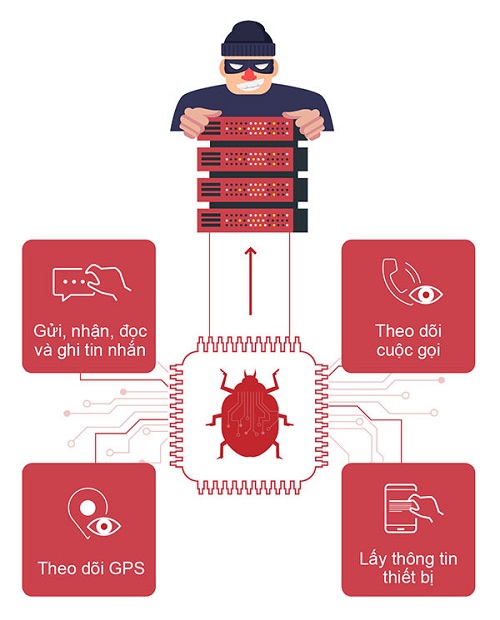 Gửi, nhận, đọc
và ghi tin nhắn
Theo dõi
cuộc gọi
Theo dõi GPS
Lấy thông tin
thiết bị